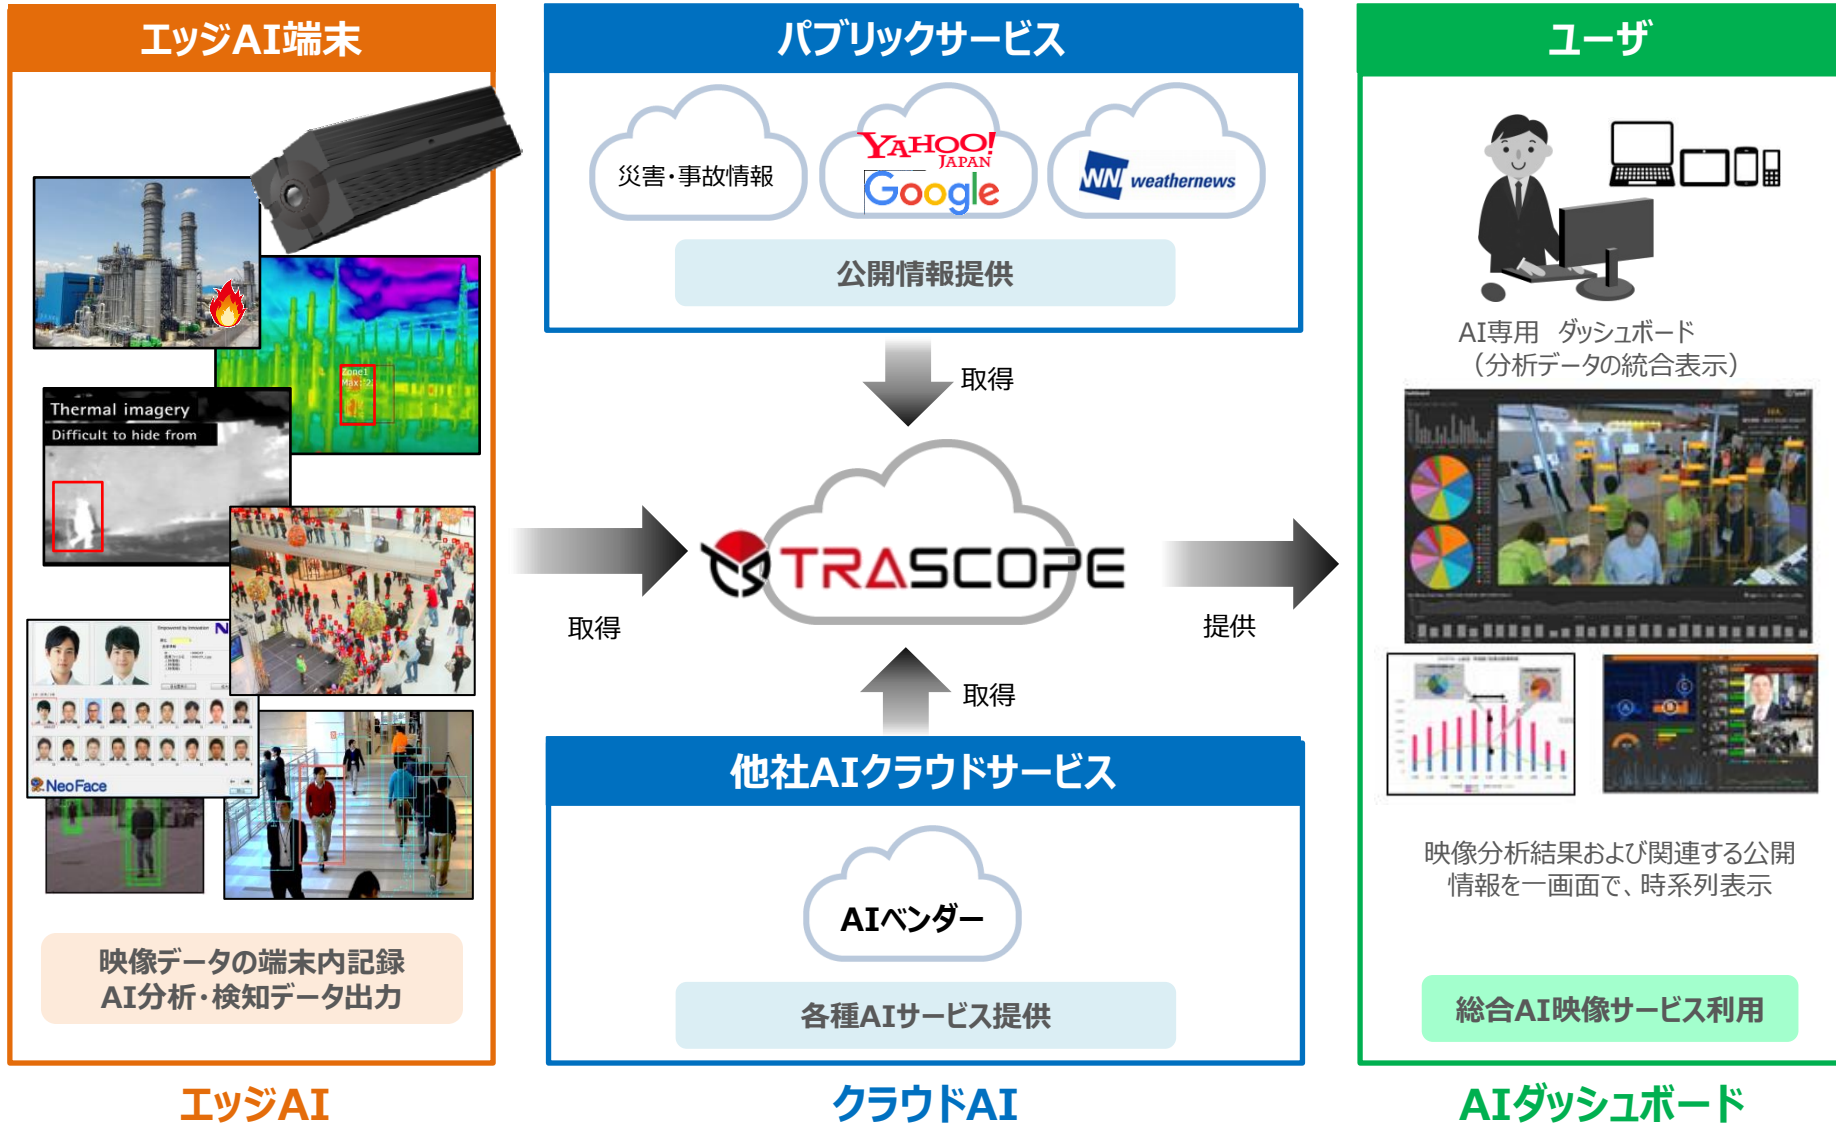 エッジAI端末
Zone1
Max:
Thermal imagery
Difficult to hide from
Empowered by Innovation
NeoFace
映像データの端末内記録
AI分析・検知データ出力
エッジAI
パブリックサービス
災害・事故情報
YAHOO!
JAPAN
Google
WN weathernews
公開情報提供
取得
取得
TRASCOPE
提供
取得
他社AIクラウドサービス
AIベンダー
各種AIサービス提供
クラウドAI
ユーザ
AI専用 ダッシュボード
（分析データの統合表示）
映像分析結果および関連する公開
情報を一画面で、時系列表示
総合AI映像サービス利用
AIダッシュボード